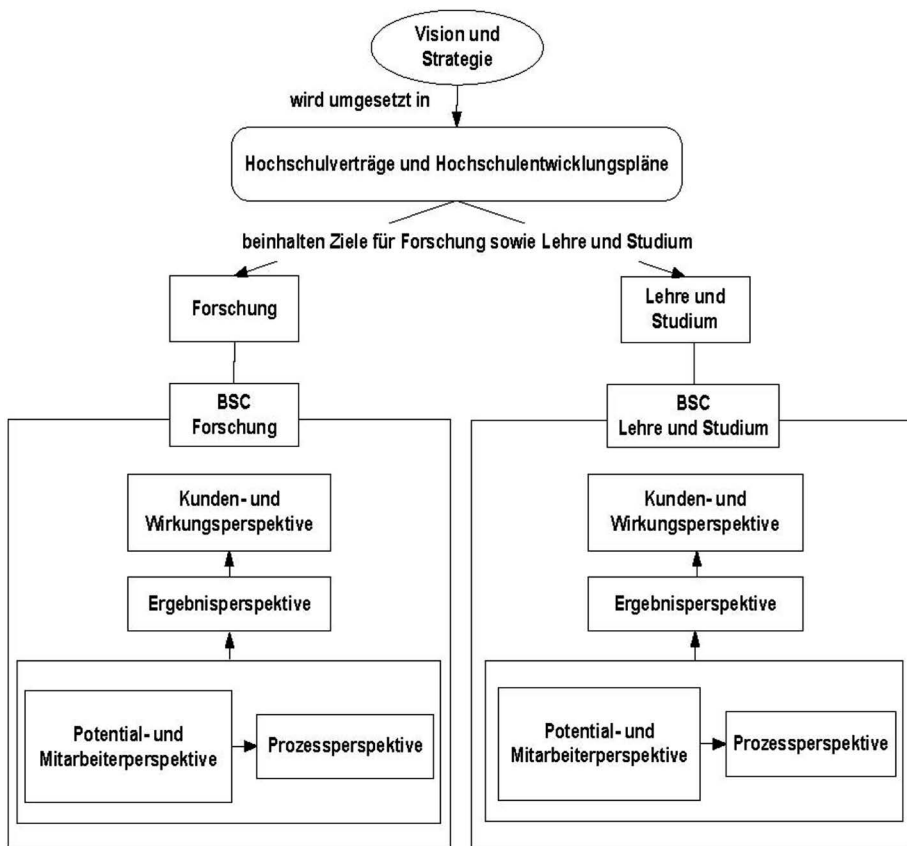 Vision und
Strategie
wird umgesetzt in
Hochschulverträge und Hochschulentwicklungspläne
beinhalten Ziele für Forschung sowie Lehre und Studium
Forschung
Lehre und
Studium
BSC
Forschung
BSC
Lehre und Studium
Kunden- und
Wirkungsperspektive
Kunden- und
Wirkungsperspektive
Ergebnisperspektive
Ergebnisperspektive
Potential- und
Mitarbeiterperspektive
Prozessperspektive
Potential- und
Mitarbeiterperspektive
Prozessperspektive